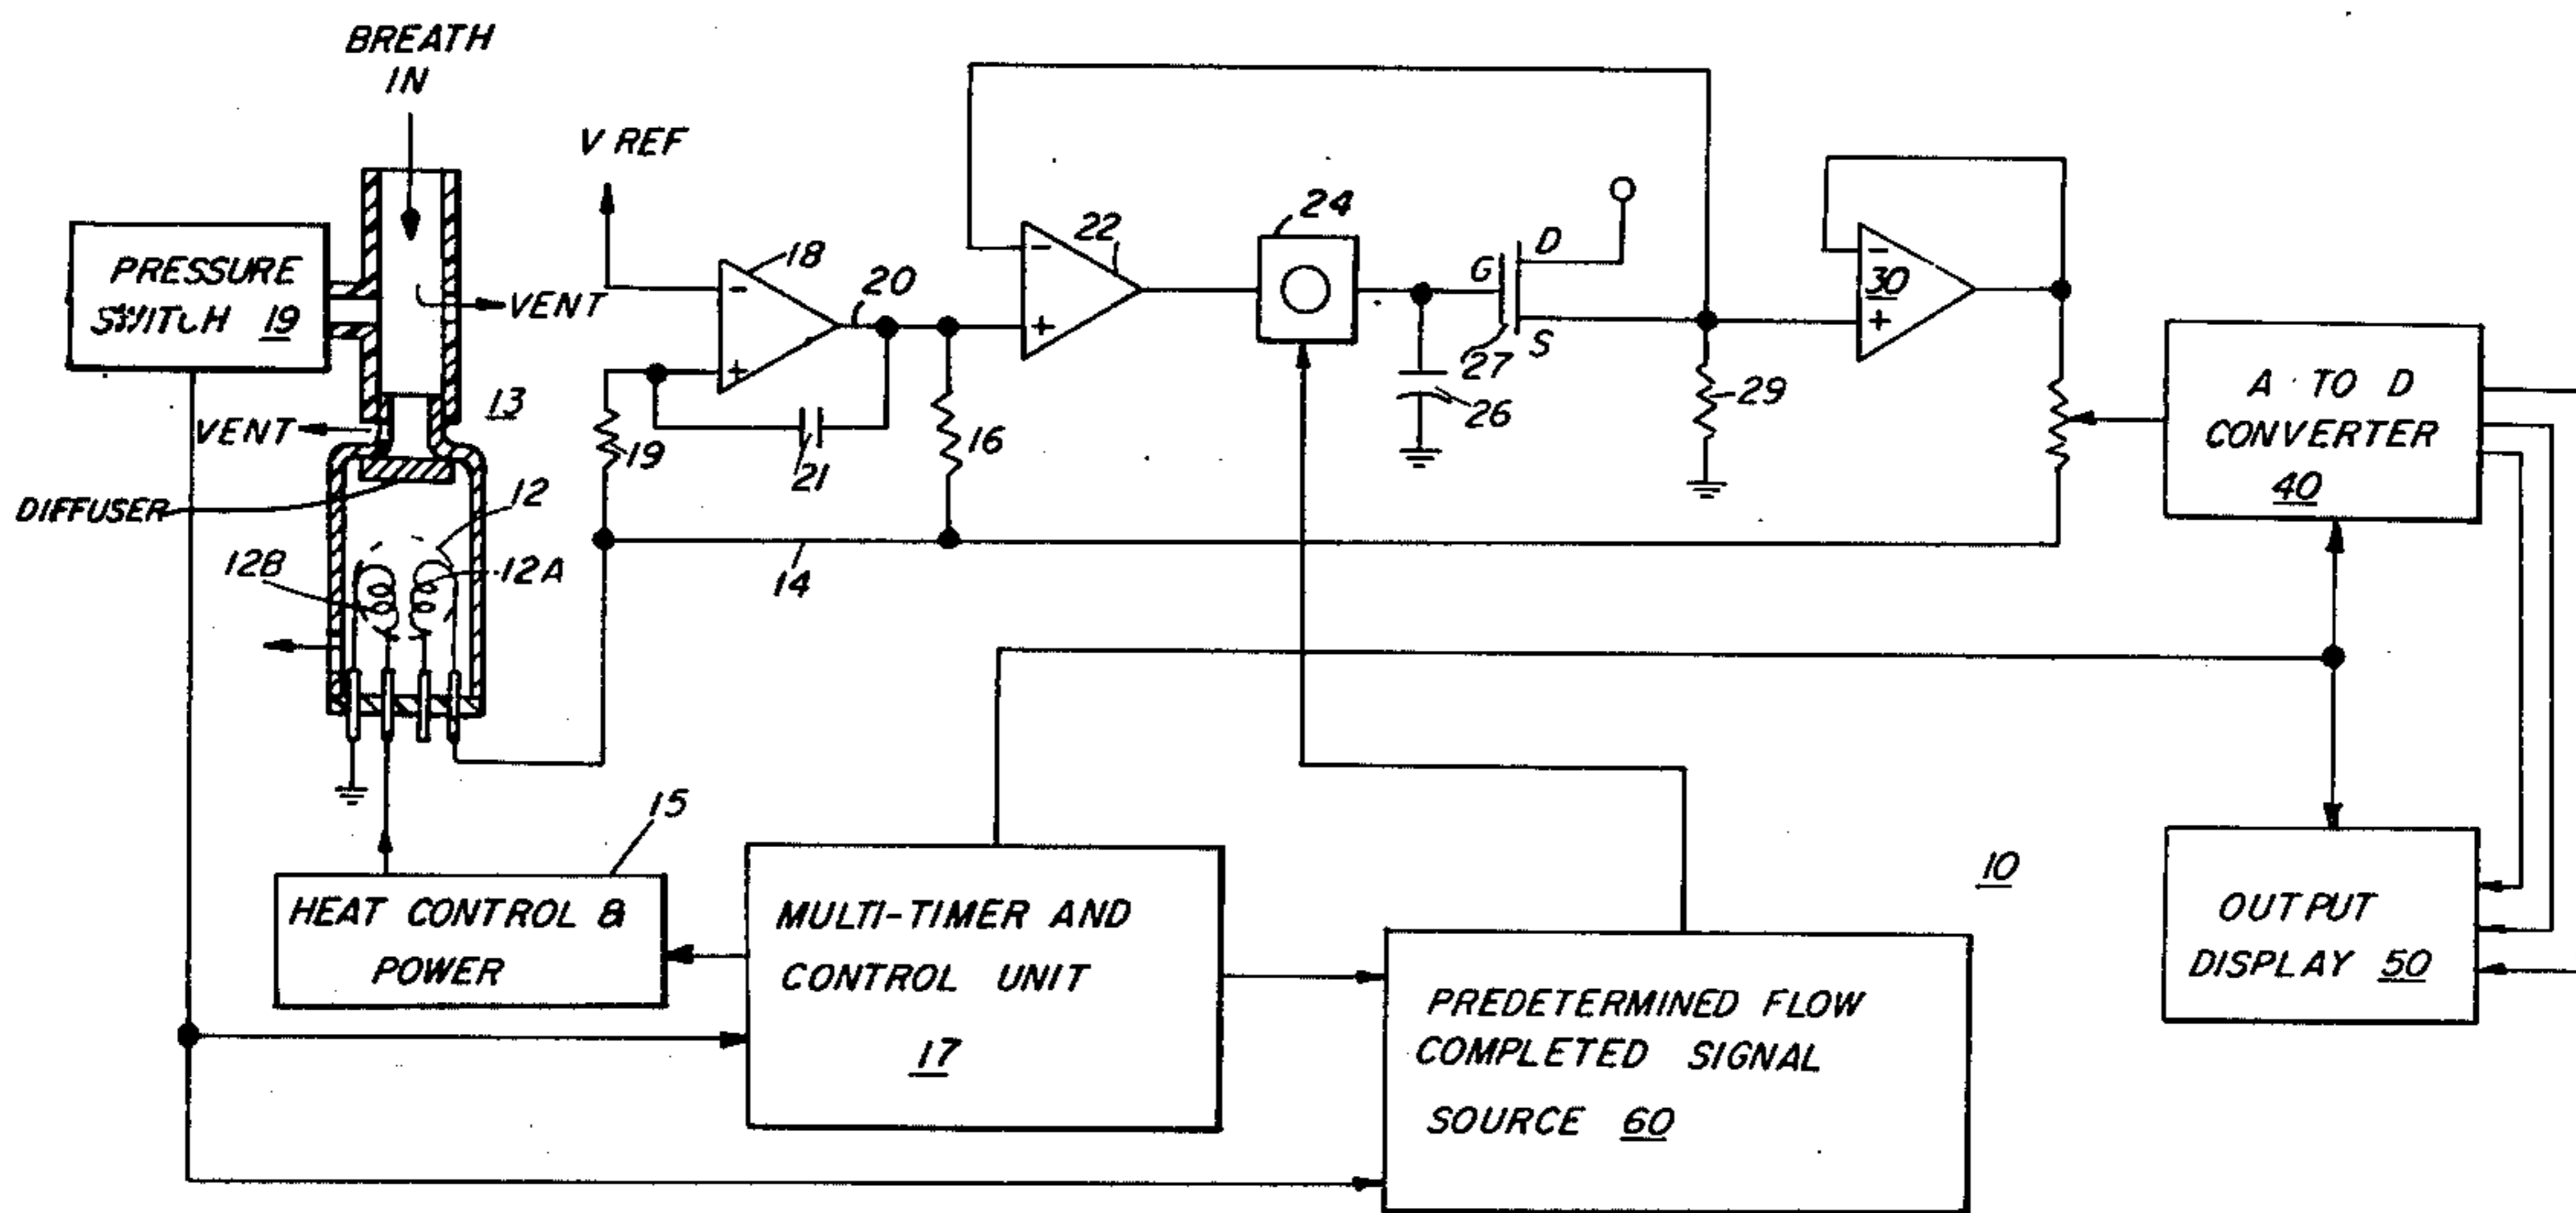 BREATH
IN
V REF
PRESSURE
SWITCH 19
VENT
VENT
13
DIFFUSER
12
12B
12A
18
20
19
21
16
14
22
24
G
D
S
27
26
29
30
A TO D
CONVERTER
40
15
HEAT CONTROL &
POWER
MULTI-TIMER AND
CONTROL UNIT
17
PREDETERMINED FLOW
COMPLETED SIGNAL
SOURCE 60
10
OUTPUT
DISPLAY 50